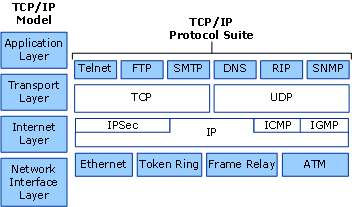 TCP/IP
Model
TCP/IP
Protocol Suite
Application
Layer
Telnet FTP SMTP DNS RIP SNMP
Transport
Layer
TCP UDP
Internet
Layer
IPSec IP ICMP IGMP
Network
Interface
Layer
Ethernet Token Ring Frame Relay ATM